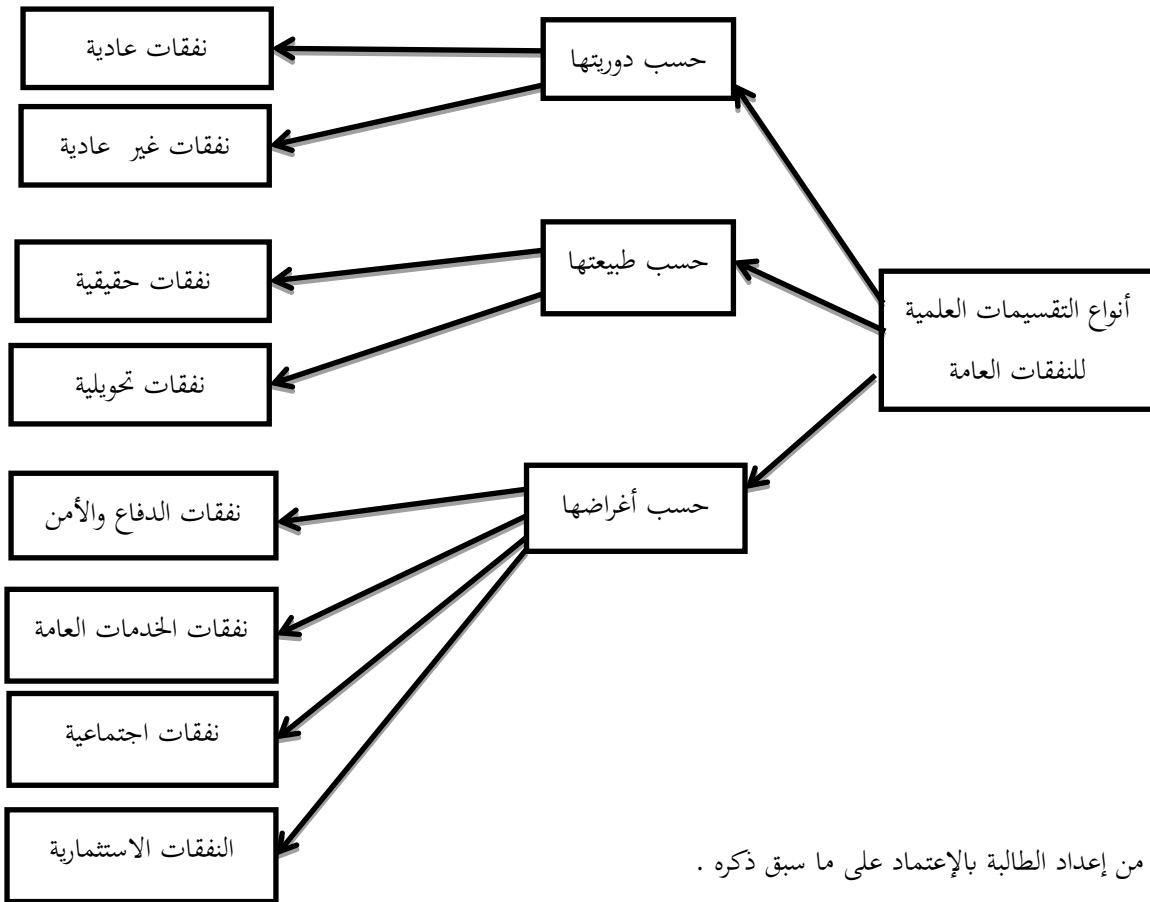 أنواع التقسيمات العلمية
للنفقات العامة
حسب دوريتها
نفقات عادية
نفقات غير عادية
حسب طبيعتها
نفقات حقيقية
نفقات تحويلية
حسب أغراضها
نفقات الدفاع والأمن
نفقات الخدمات العامة
نفقات اجتماعية
النفقات الاستثمارية
من إعداد الطالبة بالإعتماد على ما سبق ذكره .